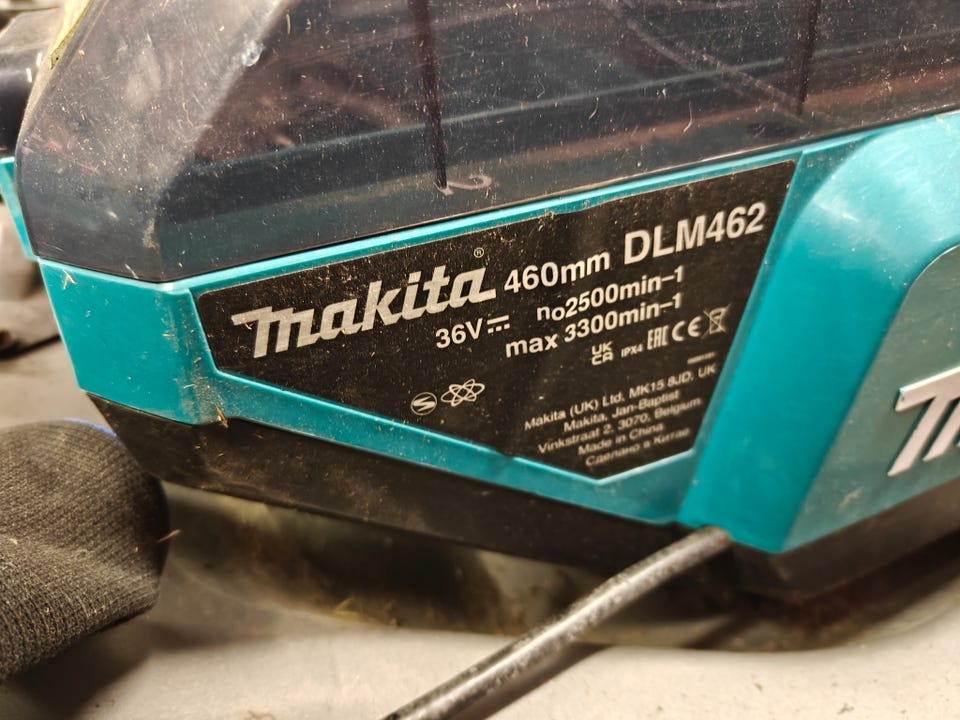 makita® 460mm DLM462
36V n₀2500min-1
max 3300min-1
UK
CA IPX4 EAC CE
Makita (UK) Ltd. MK15 8JD, UK
Makita, Jan-Baptist
Vinkstraat 2, 3070, Belgium
Made in China
Сделано в Китае